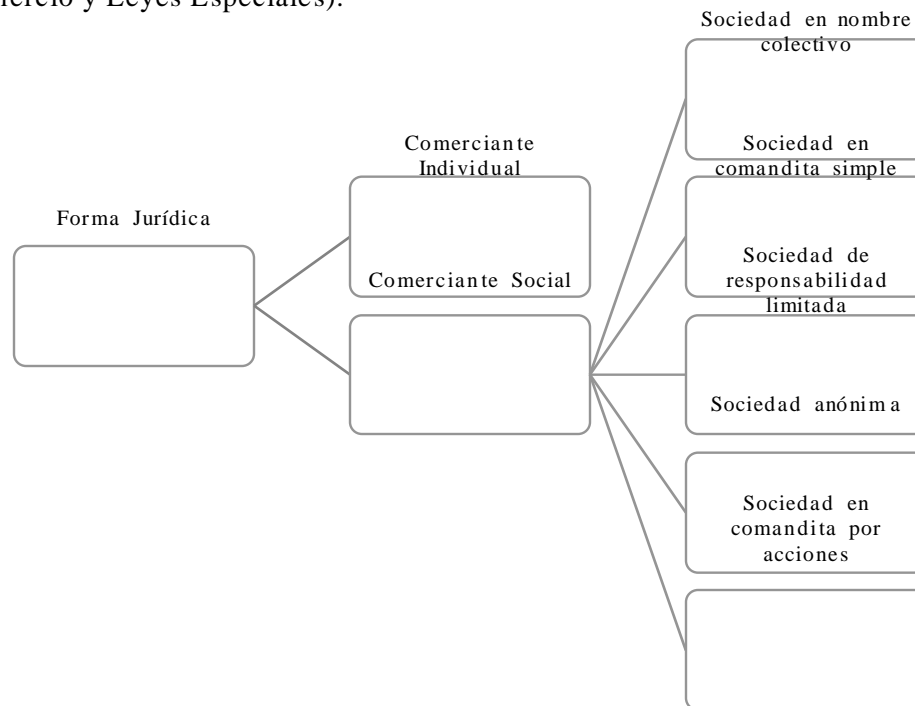 y Leyes Especiales).
Forma Jurídica
Comerciante
Individual
Comerciante Social
Sociedad en nombre
colectivo
Sociedad en
comandita simple
Sociedad de
responsabilidad
limitada
Sociedad anónima
Sociedad en
comandita por
acciones